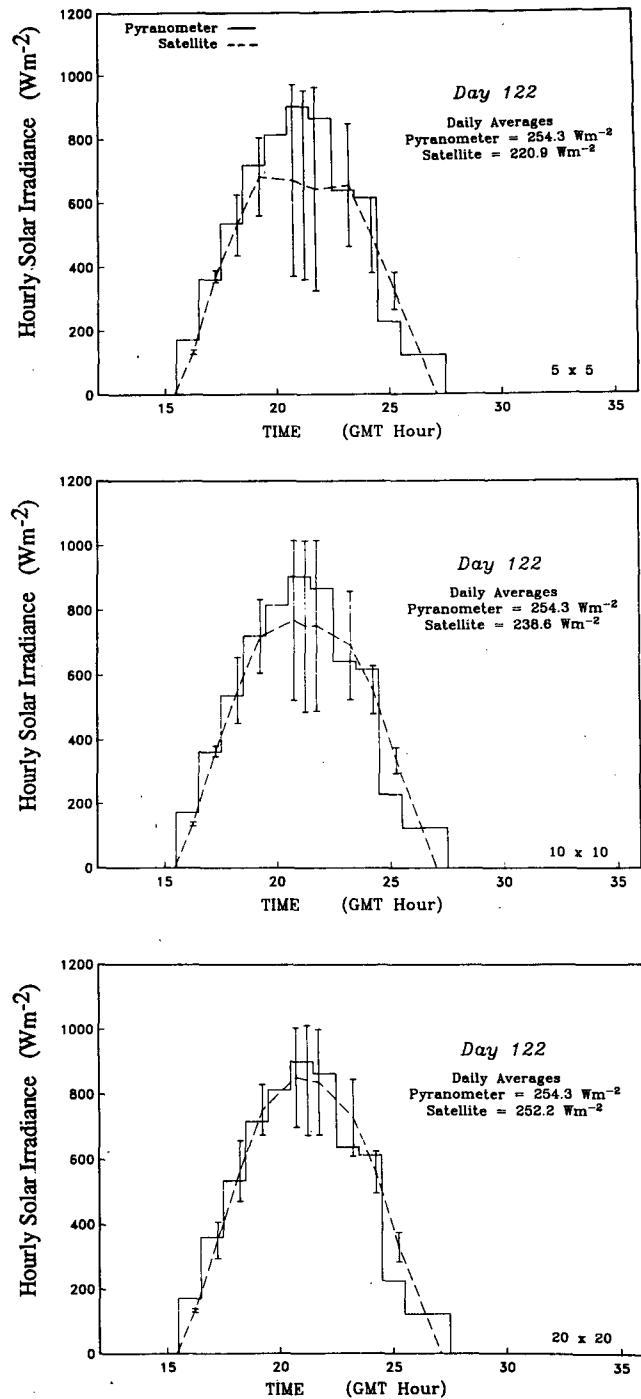 Pyranometer
Satellite
Hourly Solar Irradiance (Wm-2)
1200
1000
800
600
400
200
0
Day 122
Daily Averages
Pyranometer = 254.3 Wm-2
Satellite = 220.9 Wm-2
5 x 5
15 20 25 30 35
TIME (GMT Hour)
Hourly Solar Irradiance (Wm-2)
1200
1000
800
600
400
200
0
Day 122
Daily Averages
Pyranometer = 254.3 Wm-2
Satellite = 238.6 Wm-2
10 x 10
15 20 25 30 35
TIME (GMT Hour)
Hourly Solar Irradiance (Wm-2)
1200
1000
800
600
400
200
0
Day 122
Daily Averages
Pyranometer = 254.3 Wm-2
Satellite = 252.2 Wm-2
20 x 20
15 20 25 30 35
TIME (GMT Hour)